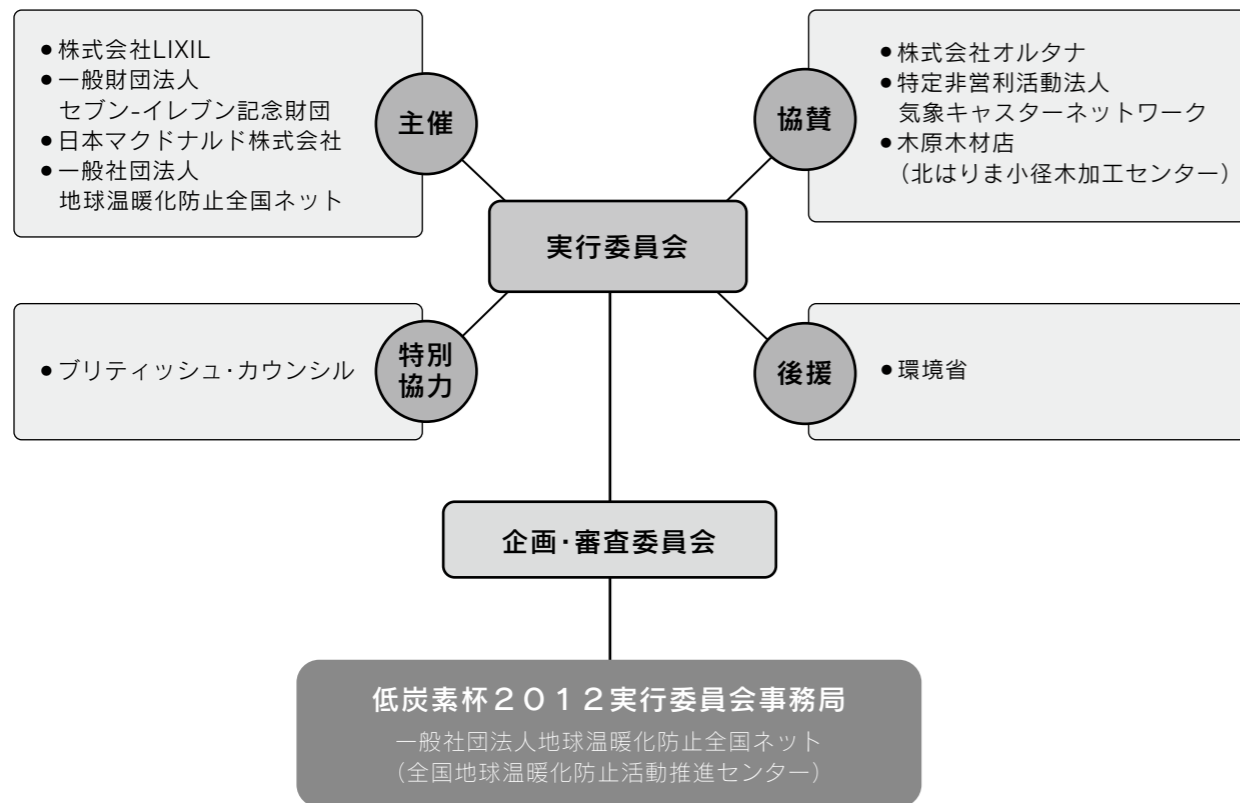 ●株式会社LIXIL
●一般財団法人
セブン-イレブン記念財団
●日本マクドナルド株式会社
●一般社団法人
地球温暖化防止全国ネット
主催
協賛
●株式会社オルタナ
●特定非営利活動法人
気象キャスターネットワーク
●木原木材店
（北はりま小径木加工センター）
実行委員会
●ブリティッシュ・カウンシル
特別
協力
後援
●環境省
企画・審査委員会
低炭素杯２０１２実行委員会事務局
一般社団法人地球温暖化防止全国ネット
（全国地球温暖化防止活動推進センター）